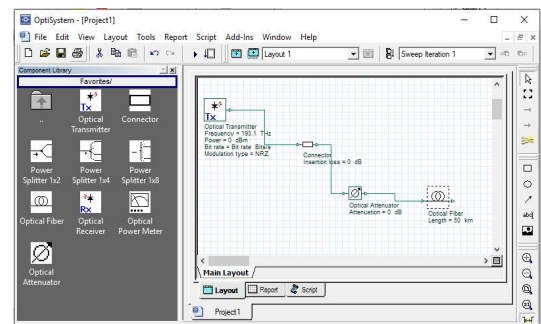 OptiSystem - [Project1]
File Edit View Layout Tools Report Script Add-Ins Window Help
Layout 1
Sweep Iteration 1
Component Library
Favorites/
..
Tx
Optical
Transmitter
Connector
Power
Splitter 1x2
Power
Splitter 1x4
Power
Splitter 1x8
Optical Fiber
Rx
Optical
Receiver
Optical
Power Meter
Optical
Attenuator
Tx
Optical Transmitter
Frequency = 193.1 THz
Power = 0 dBm
Bit rate = Bit rate Bits/s
Modulation type = NRZ
Connector
Insertion loss = 0 dB
Optical Attenuator
Attenuation = 0 dB
Optical Fiber
Length = 50 km
abc
Main Layout
Layout Report Script
Project1